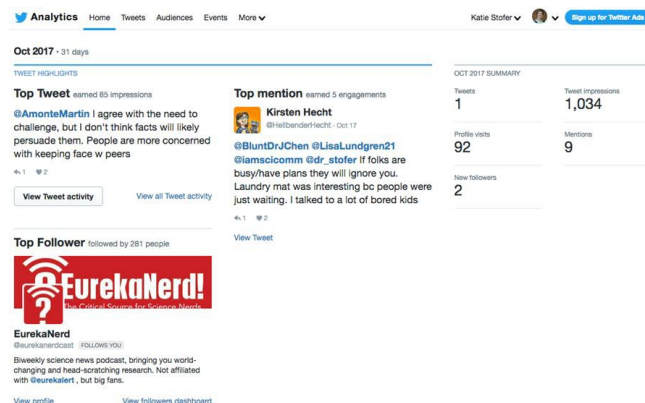 Analytics Home Tweets Audiences Events More Katie Stofer Sign up for Twitter Ads
Oct 2017 • 31 days
TWEET HIGHLIGHTS
Top Tweet earned 85 impressions
@AmonteMartin I agree with the need to
challenge, but I don't think facts will likely
persuade them. People are more concerned
with keeping face w peers
1 2
View Tweet activity View all Tweet activity
Top Follower followed by 281 people
EurekaNerd!
The Critical Source for Science Nerds
?
EurekaNerd
@eurekanerdcast FOLLOWS YOU
Biweekly science news podcast, bringing you world-
changing and head-scratching research. Not affiliated
with @eurekalert , but big fans.
View profile View followers dashboard
Top mention earned 5 engagements
Kirsten Hecht
@HellbenderHecht · Oct 17
@BluntDrJChen @LisaLundgren21
@iamscicomm @dr_stofer If folks are
busy/have plans they will ignore you.
Laundry mat was interesting bc people were
just waiting. I talked to a lot of bored kids
1 2
View Tweet
OCT 2017 SUMMARY
Tweets Tweet impressions
1 1,034
Profile visits Mentions
92 9
New followers
2